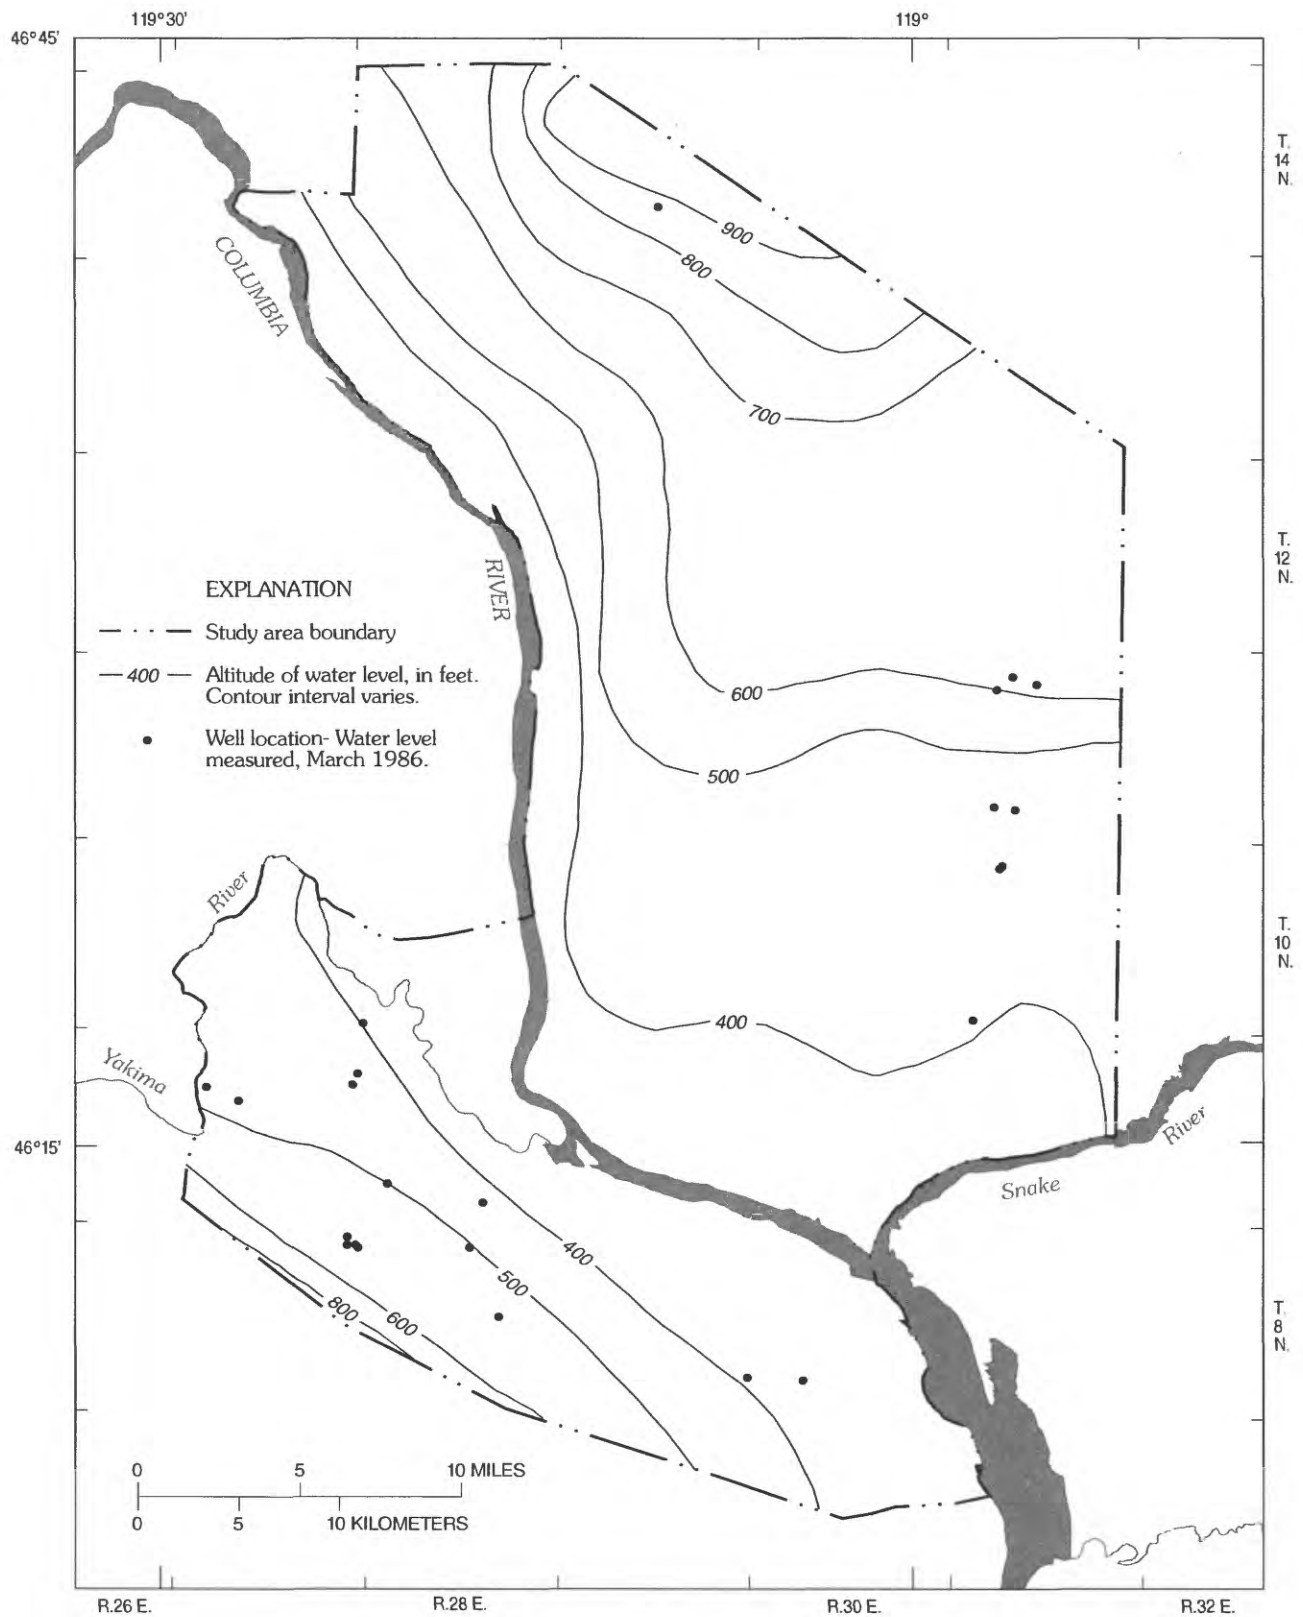 119°30'
119°
46°45'
T.
14
N.
900
COLUMBIA
800
700
T.
12
N.
RIVER
EXPLANATION
Study area boundary
400 Altitude of water level, in feet.
Contour interval varies.
600
Well location- Water level
measured, March 1986.
500
River
T.
10
N.
400
Yakima
46°15'
River
Snake
400
500
800
600
T.
8
N.
0 5 10 MILES
0 5 10 KILOMETERS
R.26 E.
R.28 E.
R.30 E.
R.32 E.